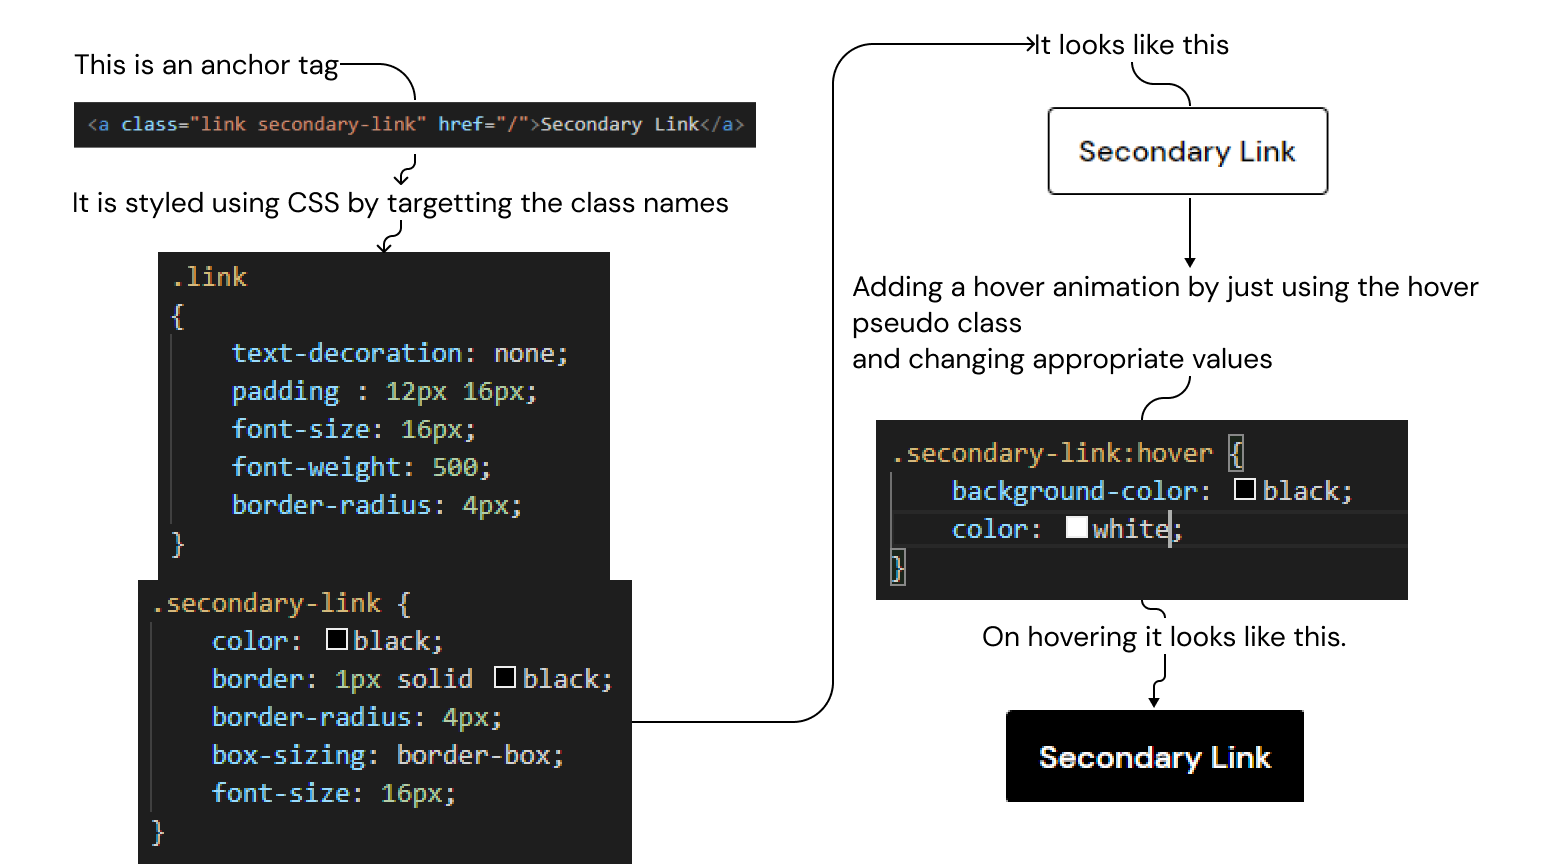 This is an anchor tag
<a class="link secondary-link" href="/">Secondary Link</a>
It is styled using CSS by targetting the class names
.link
{
text-decoration: none;
padding : 12px 16px;
font-size: 16px;
font-weight: 500;
border-radius: 4px;
}
.secondary-link {
color: black;
border: 1px solid black;
border-radius: 4px;
box-sizing: border-box;
font-size: 16px;
}
It looks like this
Secondary Link
Adding a hover animation by just using the hover
pseudo class
and changing appropriate values
.secondary-link:hover {
background-color: black;
color: white;
}
On hovering it looks like this.
Secondary Link